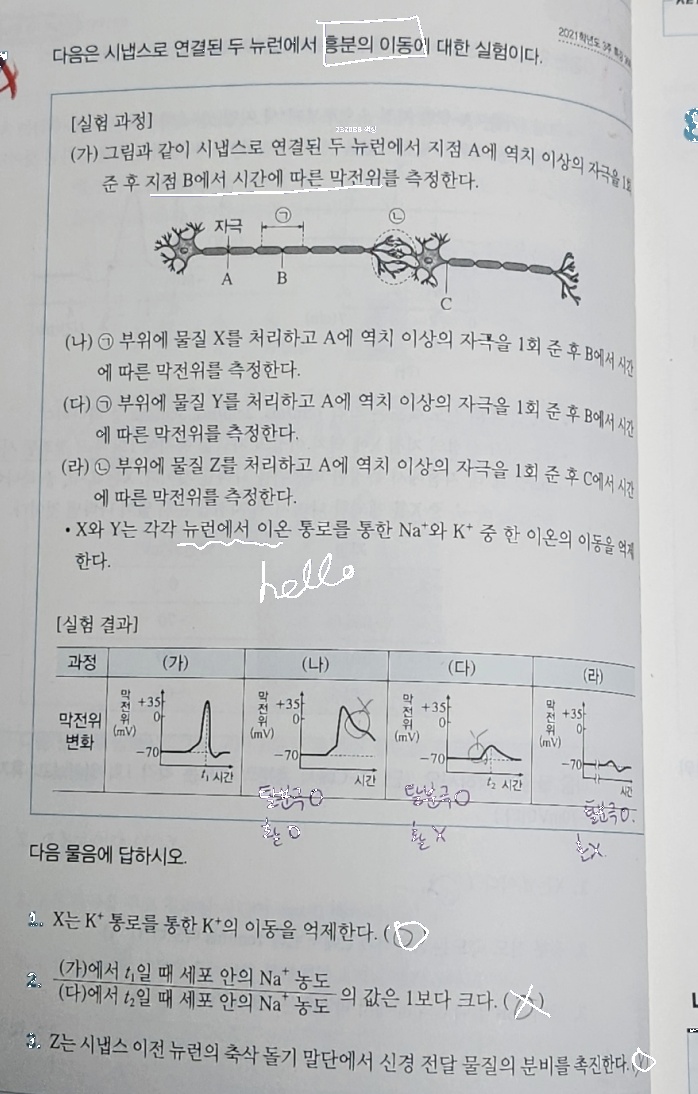 다음은 시냅스로 연결된 두 뉴런에서 흥분의 이동에 대한 실험이다.
2021학년도 3주
[실험 과정]
(가) 그림과 같이 시냅스로 연결된 두 뉴런에서 지점 A에 역치 이상의 자극을 1회
준 후 지점 B에서 시간에 따른 막전위를 측정한다.
자극 ㉠ ㉡
A B C
(나) ㉠ 부위에 물질 X를 처리하고 A에 역치 이상의 자극을 1회 준 후 B에서 시간
에 따른 막전위를 측정한다.
(다) ㉠ 부위에 물질 Y를 처리하고 A에 역치 이상의 자극을 1회 준 후 B에서 시간
에 따른 막전위를 측정한다.
(라) ㉡ 부위에 물질 Z를 처리하고 A에 역치 이상의 자극을 1회 준 후 C에서 시간
에 따른 막전위를 측정한다.
• X와 Y는 각각 뉴런에서 이온 통로를 통한 Na⁺와 K⁺ 중 한 이온의 이동을 억제
한다.
hello
[실험 결과]
과정 (가) (나) (다) (라)
막전위 변화
막전위(mV) +35 0 -70 t₁ 시간
막전위(mV) +35 0 -70 시간
막전위(mV) +35 0 -70 t₂ 시간
막전위(mV) +35 0 -70 시간
탈분극O 탈분극O 탈분극O.
활O 활X
다음 물음에 답하시오.
1. X는 K⁺ 통로를 통한 K⁺의 이동을 억제한다. (O)
2. (가)에서 t₁일 때 세포 안의 Na⁺ 농도
(다)에서 t₂일 때 세포 안의 Na⁺ 농도 의 값은 1보다 크다. ( )
3. Z는 시냅스 이전 뉴런의 축삭 돌기 말단에서 신경 전달 물질의 분비를 촉진한다. (